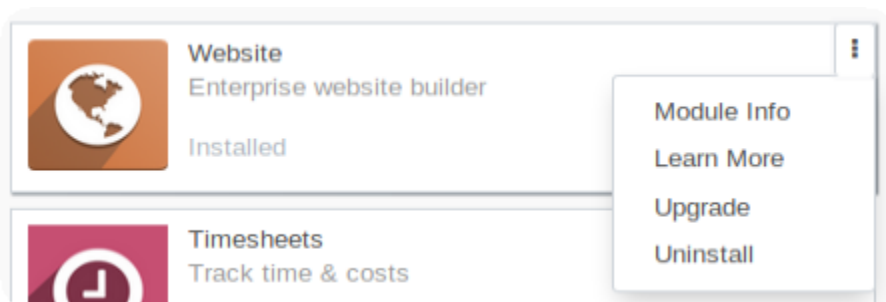 Website
Enterprise website builder
Installed
Module Info
Learn More
Upgrade
Uninstall
Timesheets
Track time & costs